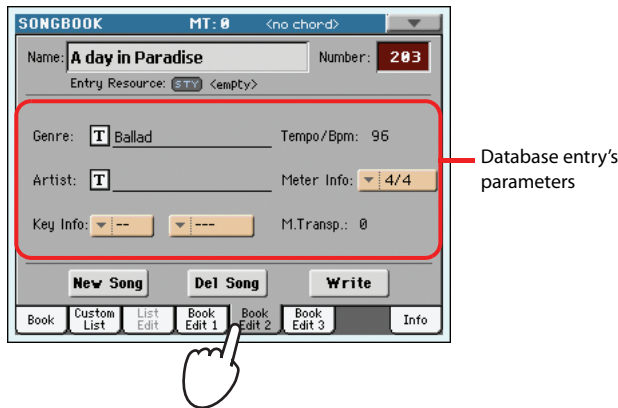 SONGBOOK MT: 0 <no chord>
Name: A day in Paradise Number: 203
Entry Resource: STY <empty>
Genre: T Ballad Tempo/Bpm: 96
Artist: T Meter Info: 4/4
Key Info: -- --- M.Transp.: 0
Database entry's
parameters
New Song Del Song Write
Book Custom List List Edit Book Edit 1 Book Edit 2 Book Edit 3 Info